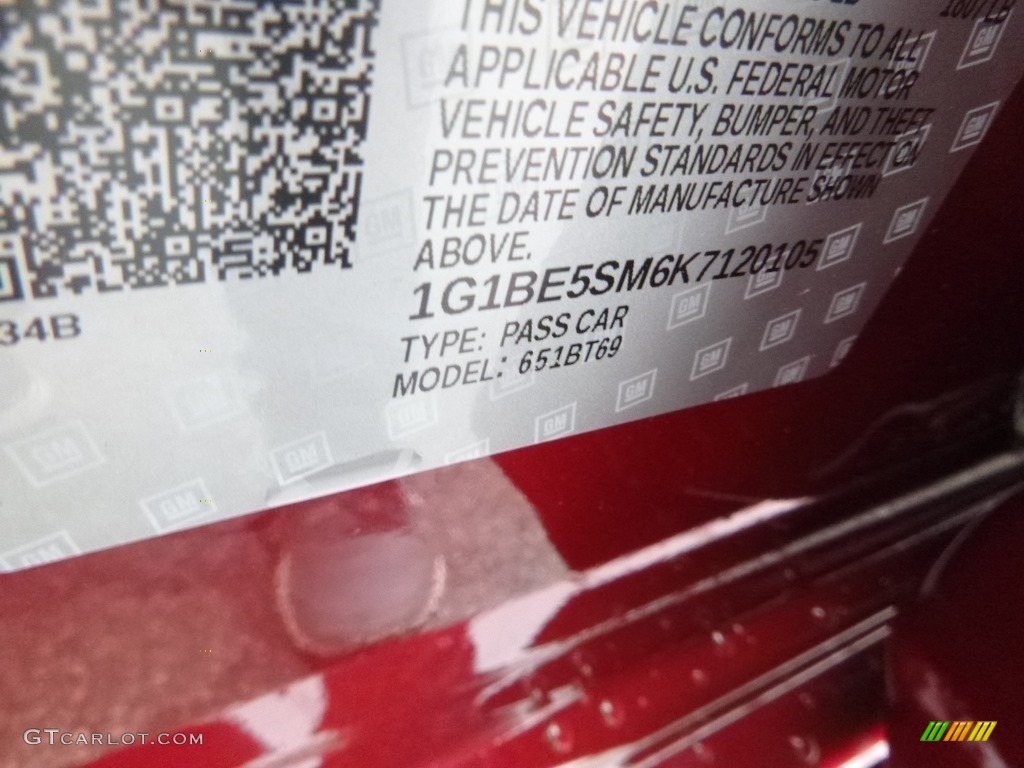 THIS VEHICLE CONFORMS TO ALL
APPLICABLE U.S. FEDERAL MOTOR
VEHICLE SAFETY, BUMPER, AND THEFT
PREVENTION STANDARDS IN EFFECT ON
THE DATE OF MANUFACTURE SHOWN
ABOVE.
1G1BE5SM6K7120105
34B
TYPE: PASS CAR
MODEL: 651BT69
GM
GTCARLOT.COM